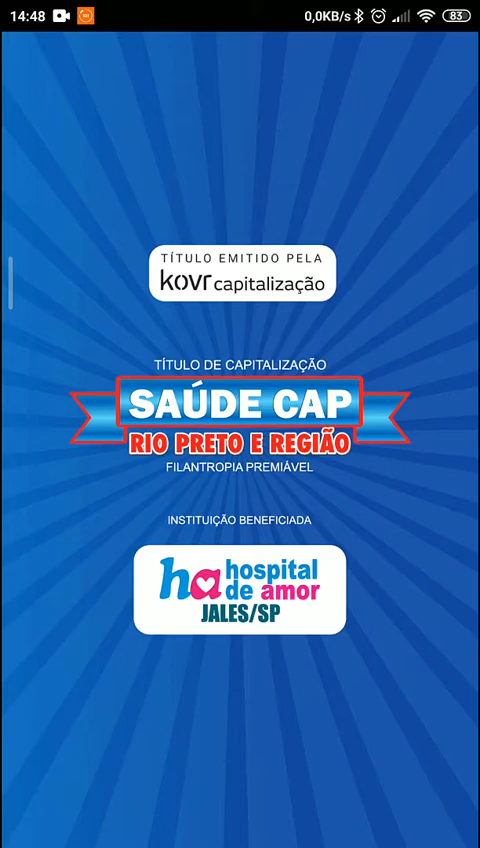 14:48
0,0KB/s
83
TÍTULO EMITIDO PELA
kovr capitalização
TÍTULO DE CAPITALIZAÇÃO
SAÚDE CAP
RIO PRETO E REGIÃO
FILANTROPIA PREMIÁVEL
INSTITUIÇÃO BENEFICIADA
ha hospital
de amor
JALES/SP